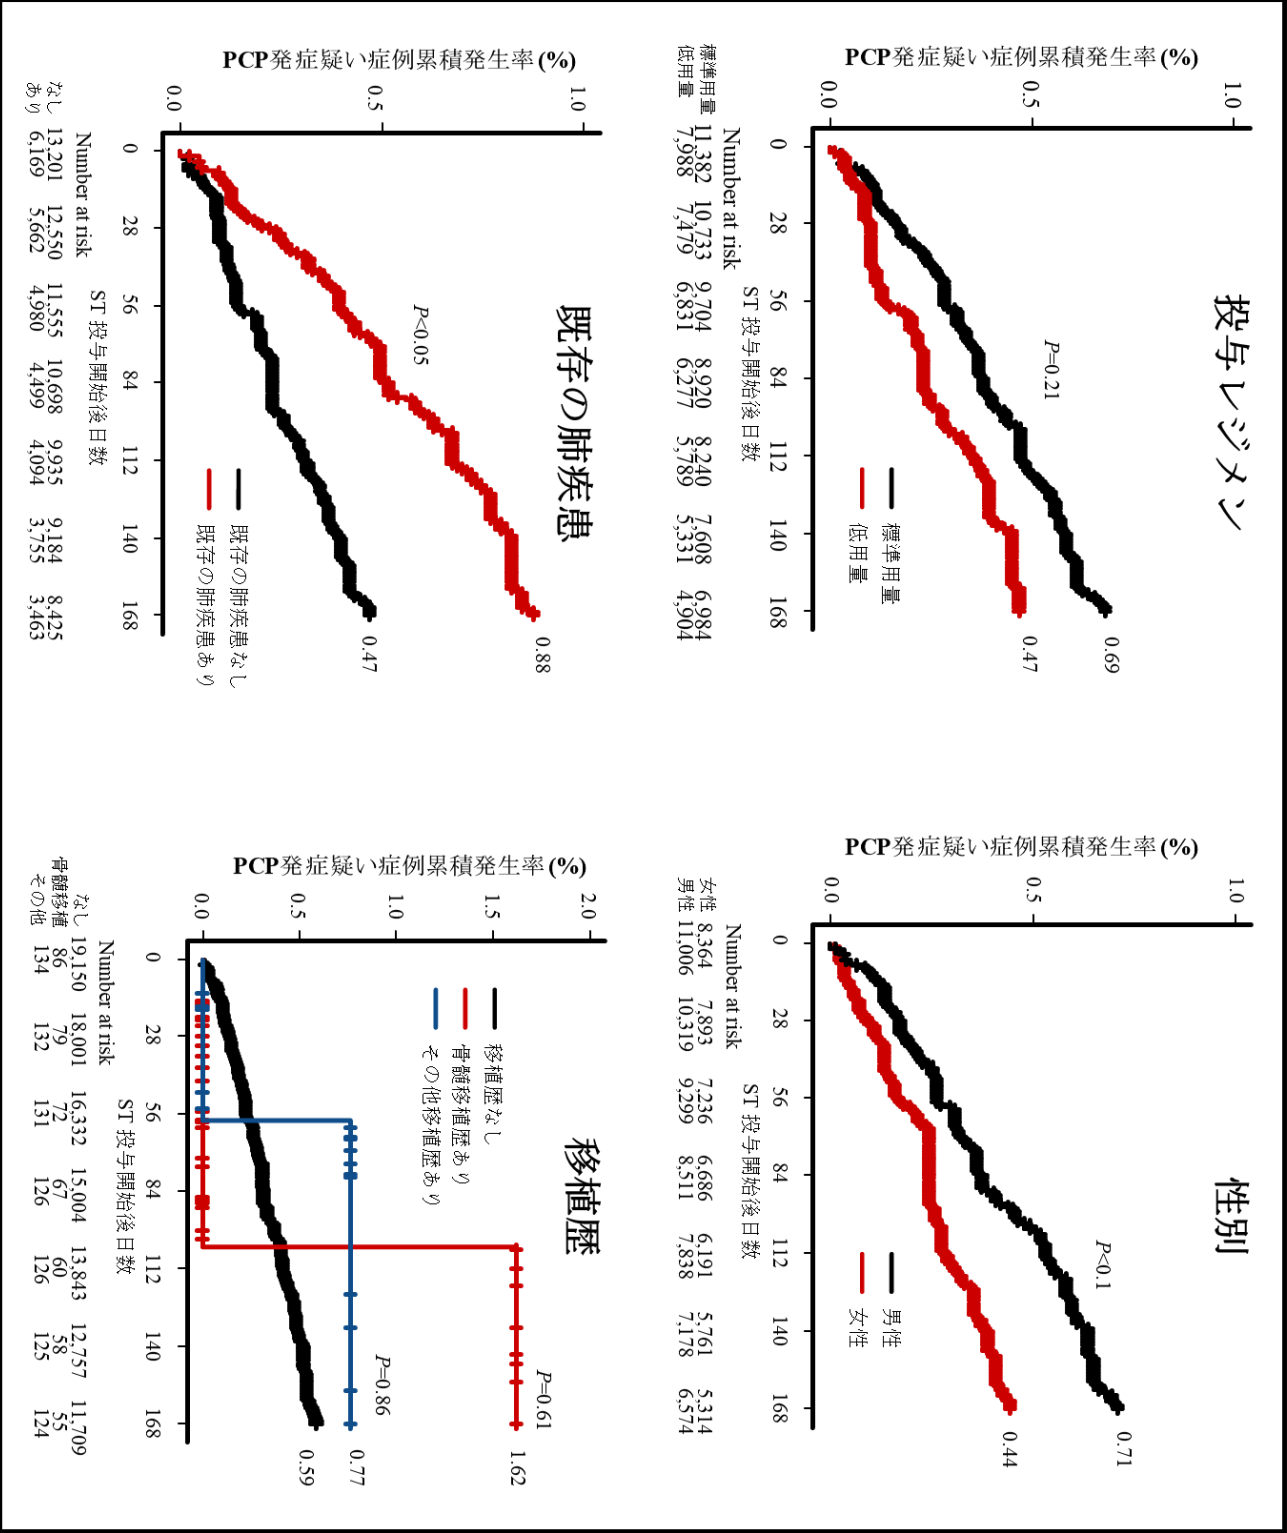 投与レジメン
PCP発症疑い症例累積発生率(%)
1.0
0.5
0.0
P=0.21
標準用量
低用量
0.69
0.47
0 28 56 84 112 140 168
ST 投与開始後日数
Number at risk
標準用量 11,382 10,733 9,704 8,920 8,240 7,608 6,984
低用量 7,988 7,479 6,831 6,277 5,789 5,331 4,904
性別
PCP発症疑い症例累積発生率(%)
1.0
0.5
0.0
P<0.1
男性
女性
0.71
0.44
0 28 56 84 112 140 168
ST 投与開始後日数
Number at risk
女性 8,364 7,893 7,236 6,686 6,191 5,761 5,314
男性 11,006 10,319 9,299 8,511 7,838 7,178 6,574
既存の肺疾患
PCP発症疑い症例累積発生率(%)
1.0
0.5
0.0
P<0.05
既存の肺疾患なし
既存の肺疾患あり
0.88
0.47
0 28 56 84 112 140 168
ST 投与開始後日数
Number at risk
なし 13,201 12,550 11,555 10,698 9,935 9,184 8,425
あり 6,169 5,662 4,980 4,499 4,094 3,755 3,463
移植歴
PCP発症疑い症例累積発生率(%)
2.0
1.5
1.0
0.5
0.0
移植歴なし
骨髄移植歴あり
その他移植歴あり
P=0.61
P=0.86
1.62
0.77
0.59
0 28 56 84 112 140 168
ST 投与開始後日数
Number at risk
なし 19,150 18,001 16,332 15,004 13,843 12,757 11,709
骨髄移植 86 79 72 67 60 58 55
その他 134 132 131 126 126 125 124